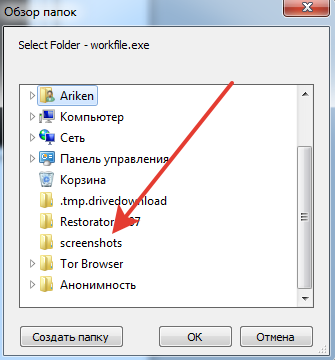 Обзор папок
Select Folder - workfile.exe
Ariken
Компьютер
Сеть
Панель управления
Корзина
.tmp.drivedownload
Restorator
screenshots
Tor Browser
Анонимность
Создать папку
ОК
Отмена